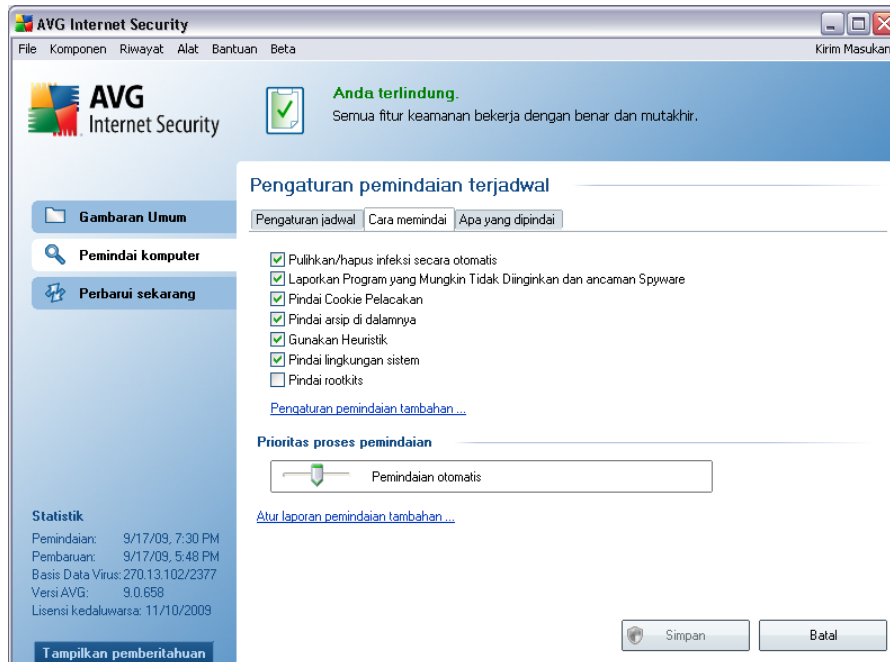 AVG Internet Security
File Komponen Riwayat Alat Bantuan Beta Kirim Masukan
AVG
Internet Security
Anda terlindung.
Semua fitur keamanan bekerja dengan benar dan mutakhir.
Gambaran Umum
Pemindai komputer
Perbarui sekarang
Pengaturan pemindaian terjadwal
Pengaturan jadwal Cara memindai Apa yang dipindai
Pulihkan/hapus infeksi secara otomatis
Laporkan Program yang Mungkin Tidak Diinginkan dan ancaman Spyware
Pindai Cookie Pelacakan
Pindai arsip di dalamnya
Gunakan Heuristik
Pindai lingkungan sistem
Pindai rootkits
Pengaturan pemindaian tambahan ...
Prioritas proses pemindaian
Pemindaian otomatis
Atur laporan pemindaian tambahan ...
Statistik
Pemindaian: 9/17/09, 7:30 PM
Pembaruan: 9/17/09, 5:48 PM
Basis Data Virus: 270.13.102/2377
Versi AVG: 9.0.658
Lisensi kedaluwarsa: 11/10/2009
Tampilkan pemberitahuan
Simpan Batal